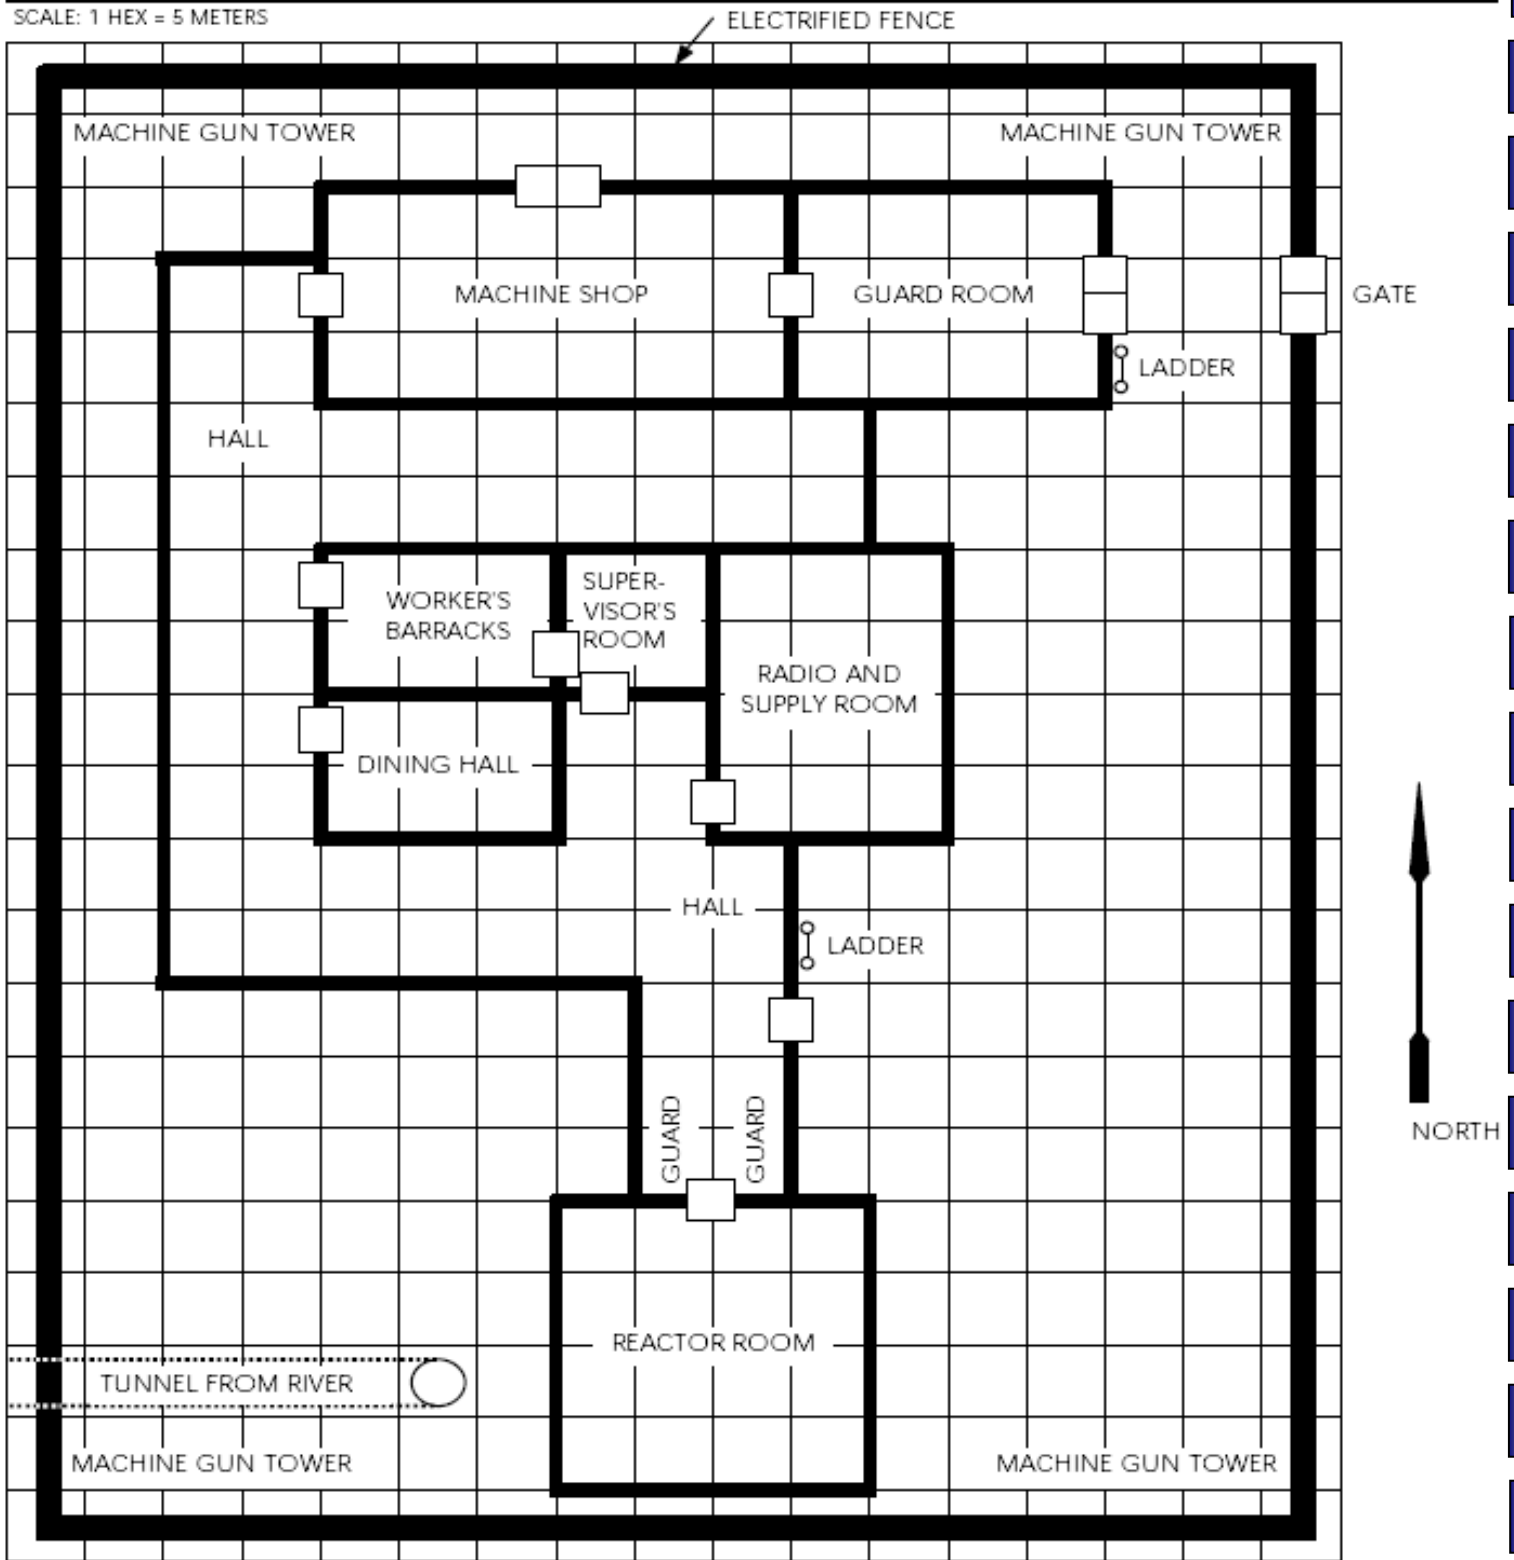 SCALE: 1 HEX = 5 METERS
ELECTRIFIED FENCE
MACHINE GUN TOWER
MACHINE GUN TOWER
MACHINE SHOP
GUARD ROOM
GATE
LADDER
HALL
WORKER'S
BARRACKS
SUPER-
VISOR'S
ROOM
RADIO AND
SUPPLY ROOM
DINING HALL
HALL
LADDER
GUARD
GUARD
NORTH
REACTOR ROOM
TUNNEL FROM RIVER
MACHINE GUN TOWER
MACHINE GUN TOWER